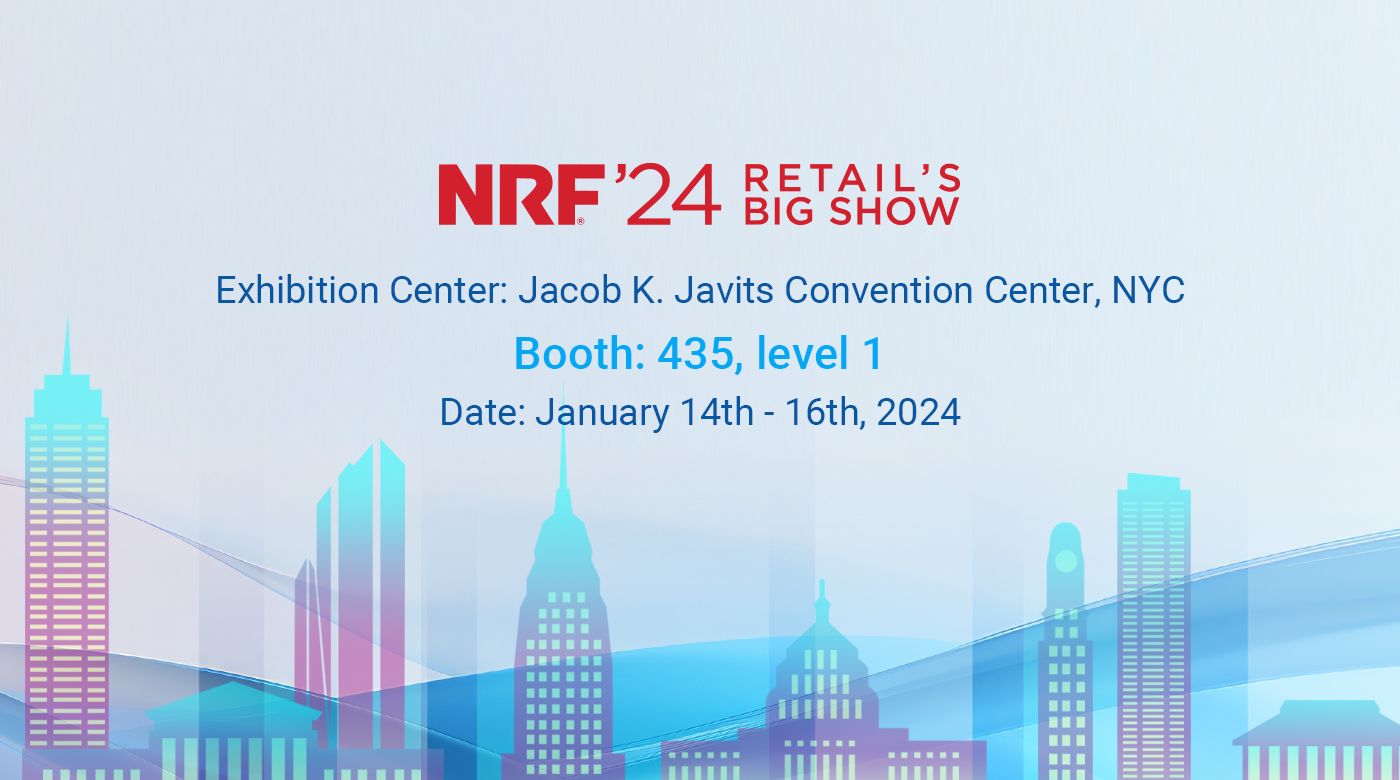 NRF® '24 RETAIL'S
BIG SHOW
Exhibition Center: Jacob K. Javits Convention Center, NYC
Booth: 435, level 1
Date: January 14th - 16th, 2024